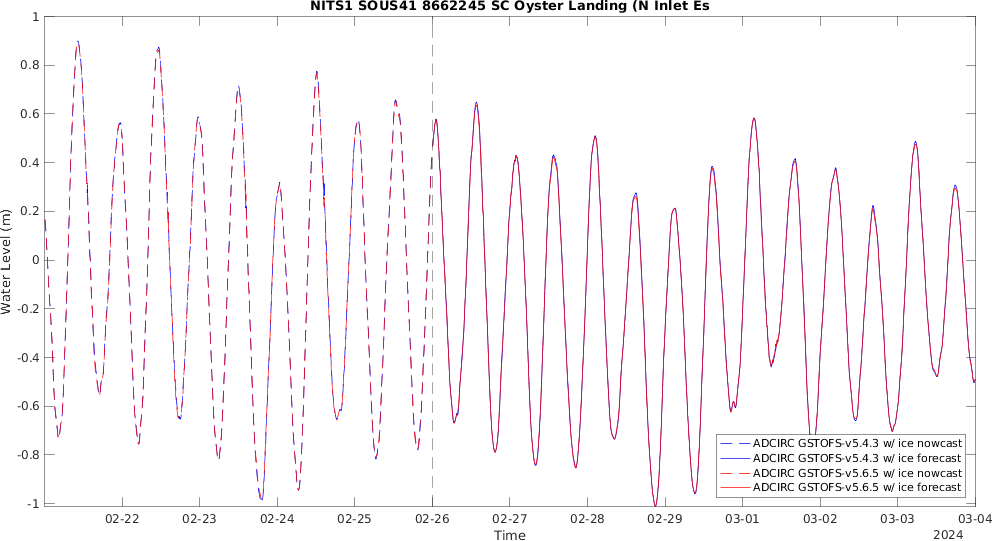 NITS1 SOUS41 8662245 SC Oyster Landing (N Inlet Es
1
0.8
0.6
0.4
0.2
0
-0.2
-0.4
-0.6
-0.8
-1
Water Level (m)
ADCIRC GSTOFS-v5.4.3 w/ ice nowcast
ADCIRC GSTOFS-v5.4.3 w/ ice forecast
ADCIRC GSTOFS-v5.6.5 w/ ice nowcast
ADCIRC GSTOFS-v5.6.5 w/ ice forecast
02-22 02-23 02-24 02-25 02-26 02-27 02-28 02-29 03-01 03-02 03-03 03-04
Time
2024